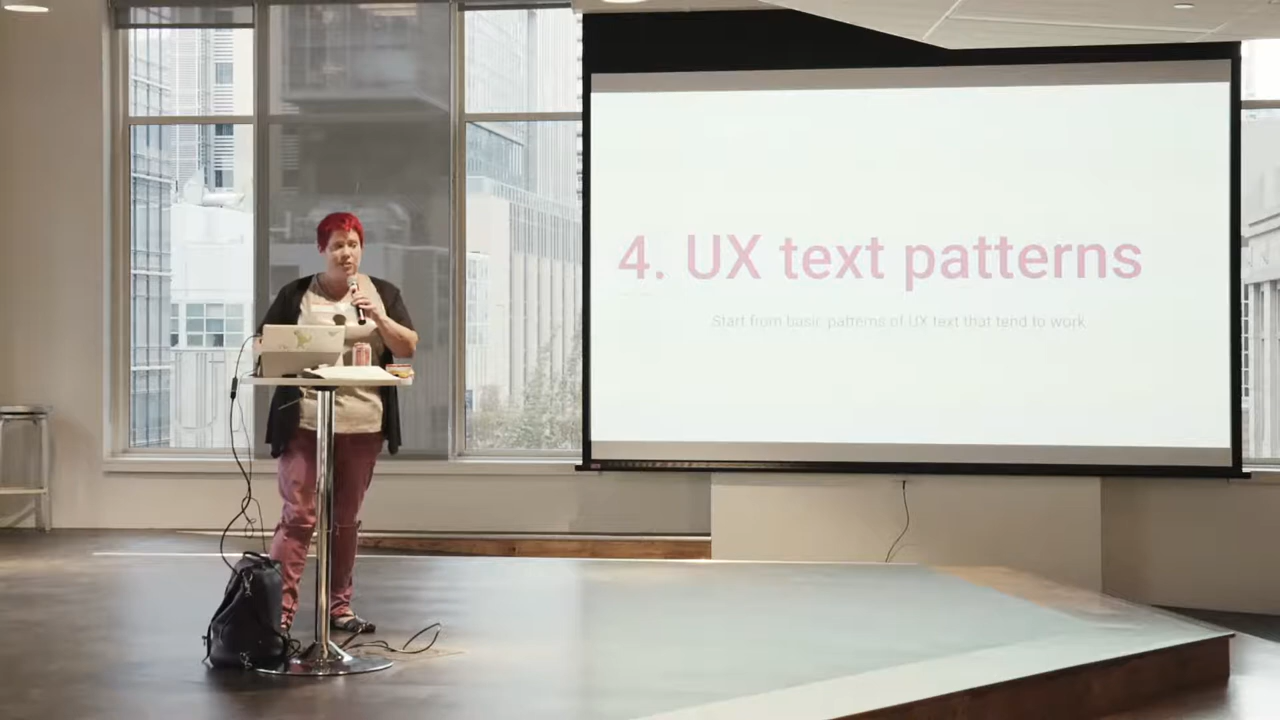 4. UX text patterns
Start from basic patterns of UX text that tend to work